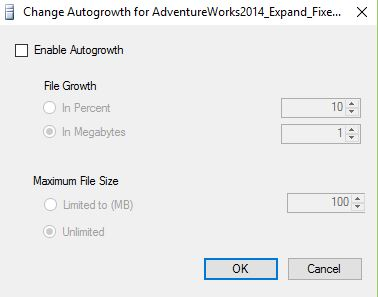 Change Autogrowth for AdventureWorks2014_Expand_Fixe...
Enable Autogrowth
File Growth
In Percent 10
In Megabytes 1
Maximum File Size
Limited to (MB) 100
Unlimited
OK Cancel